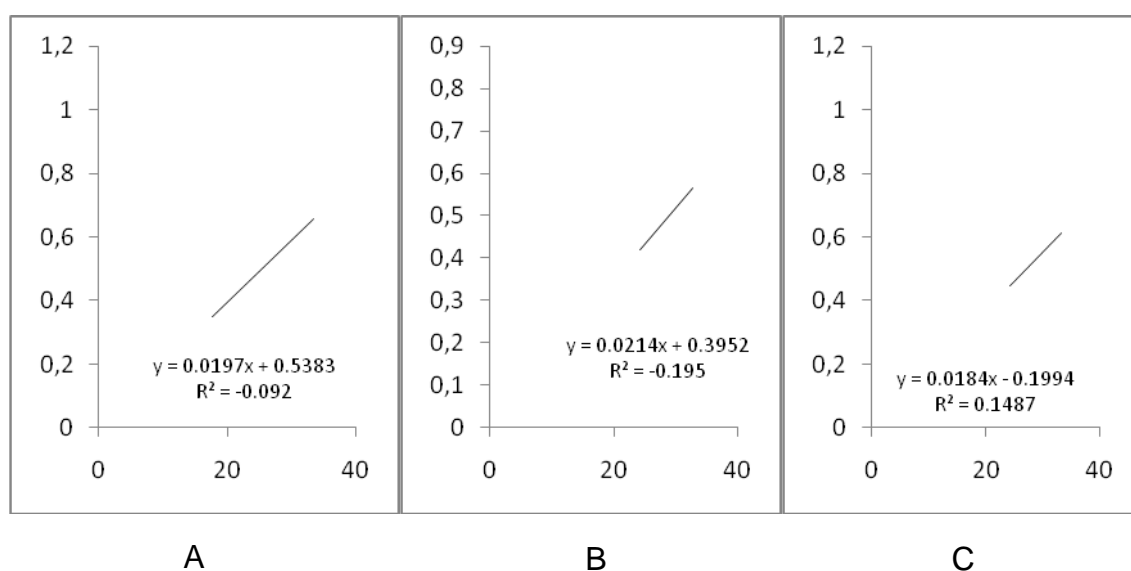 1,2
1
0,8
0,6
0,4
0,2
0
0 20 40
y = 0.0197x + 0.5383
R² = -0.092
0,9
0,8
0,7
0,6
0,5
0,4
0,3
0,2
0,1
0
0 20 40
y = 0.0214x + 0.3952
R² = -0.195
1,2
1
0,8
0,6
0,4
0,2
0
0 20 40
y = 0.0184x - 0.1994
R² = 0.1487
A B C